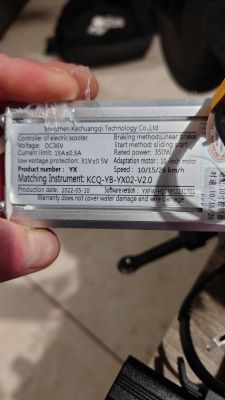 Shenzhen Kechuangqi Technology Co.,Ltd
Controller of electric scooter Braking method: Linear brake
Voltage: DC36V Start method: sliding start
Current limit: 15A±0.5A Rated power: 350W
low voltage protection: 31V±0.5V Adaptation motor: 10-inch motor
Product number: YX Speed: 10/15/26 km/h
Matching Instrument: KCQ-YB-YX02-V2.0
Production date: 2022-05-10 Software version
Warranty does not cover water damage and damage